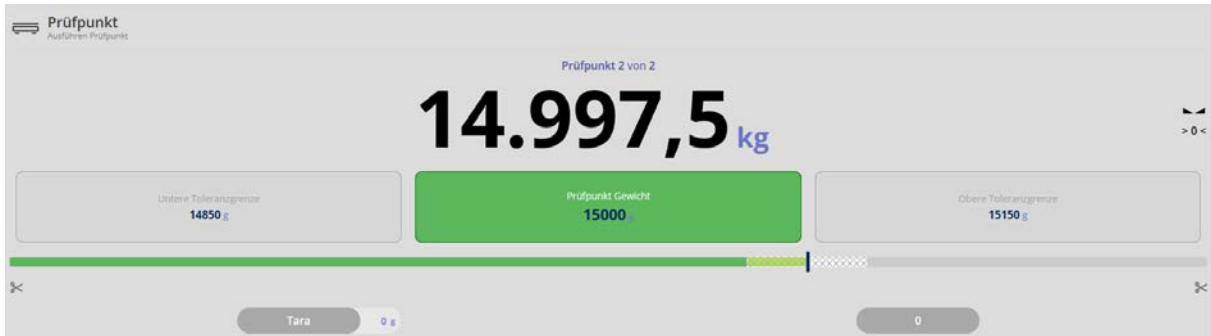 Prüfpunkt
Ausführen Prüfpunkt
Prüfpunkt 2 von 2
14.997,5 kg
> 0 <
Untere Toleranzgrenze
14850 g
Prüfpunkt Gewicht
15000 g
Obere Toleranzgrenze
15150 g
Tara 0 g
0